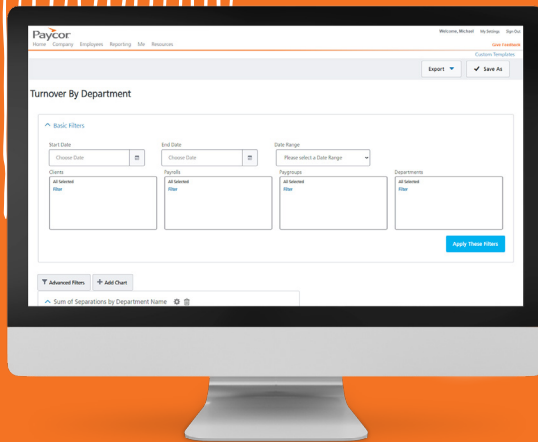 Paycor
Welcome, Michael My Settings Sign Out
Home Company Employees Reporting Me Resources
Give Feedback
Custom Templates
Export Save As
Turnover By Department
Basic Filters
Start Date End Date Date Range
Choose Date Choose Date Please select a Date Range
Clients Payrolls Paygroups Departments
All Selected All Selected All Selected All Selected
Filter Filter Filter Filter
Apply These Filters
Advanced Filters + Add Chart
Sum of Separations by Department Name